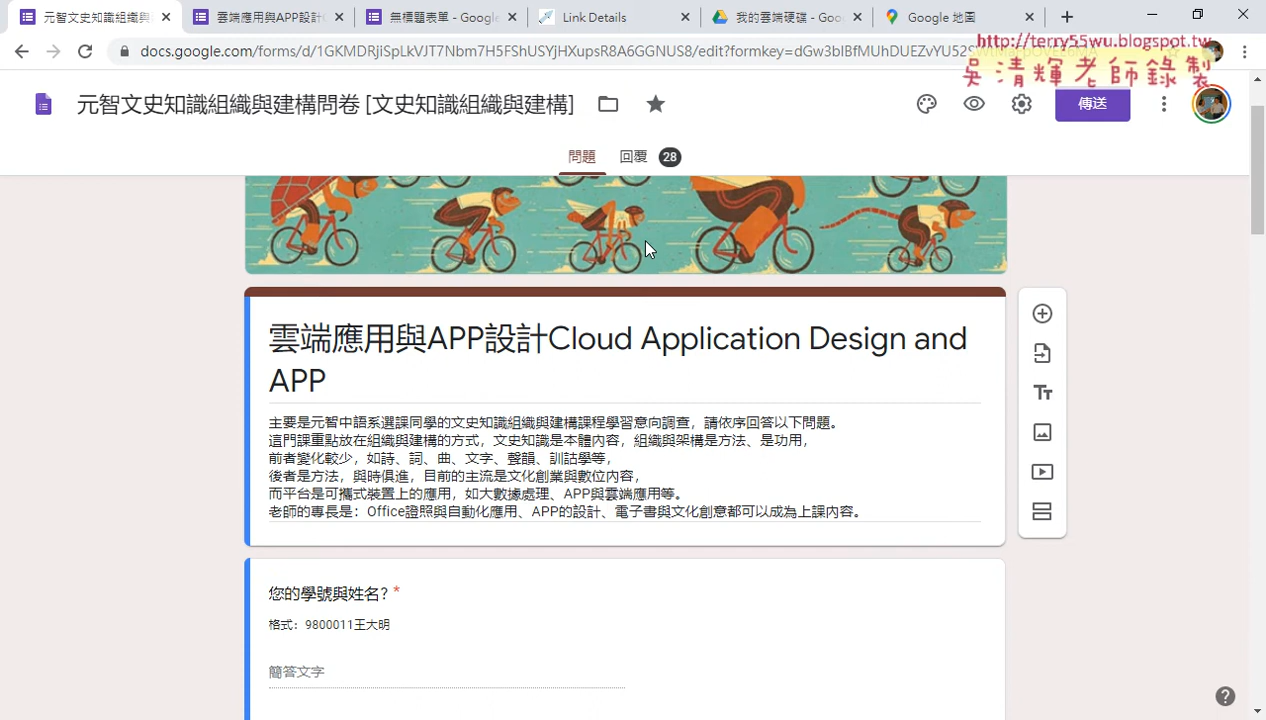 元智文史知識組織與
雲端應用與APP設計
無標題表單 - Google
Link Details
我的雲端硬碟 - Goo
Google 地圖
docs.google.com/forms/d/1GKMDRjiSpLkVJT7Nbm7H5FShUSYjHXupsR8A6GGNUS8/edit?formkey=dGw3blBfMUhDUEZvYU52
http://terry55wu.blogspot.tw
吳清輝老師錄製
元智文史知識組織與建構問卷 [文史知識組織與建構]
傳送
問題
回覆 28
雲端應用與APP設計Cloud Application Design and
APP
主要是元智中語系選課同學的文史知識組織與建構課程學習意向調查，請依序回答以下問題。
這門課重點放在組織與建構的方式，文史知識是本體內容，組織與架構是方法、是功用，
前者變化較少，如詩、詞、曲、文字、聲韻、訓詁學等，
後者是方法，與時俱進，目前的主流是文化創業與數位內容，
而平台是可攜式裝置上的應用，如大數據處理、APP與雲端應用等。
老師的專長是：Office證照與自動化應用、APP的設計、電子書與文化創意都可以成為上課內容。
您的學號與姓名? *
格式：9800011王大明
簡答文字